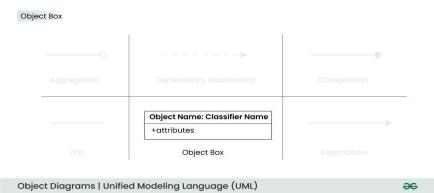 Object Box
Aggregation
Dependency Relationship
Composition
Object Name: Classifier Name
+attributes
Link
Object Box
Association
Object Diagrams | Unified Modeling Language (UML)